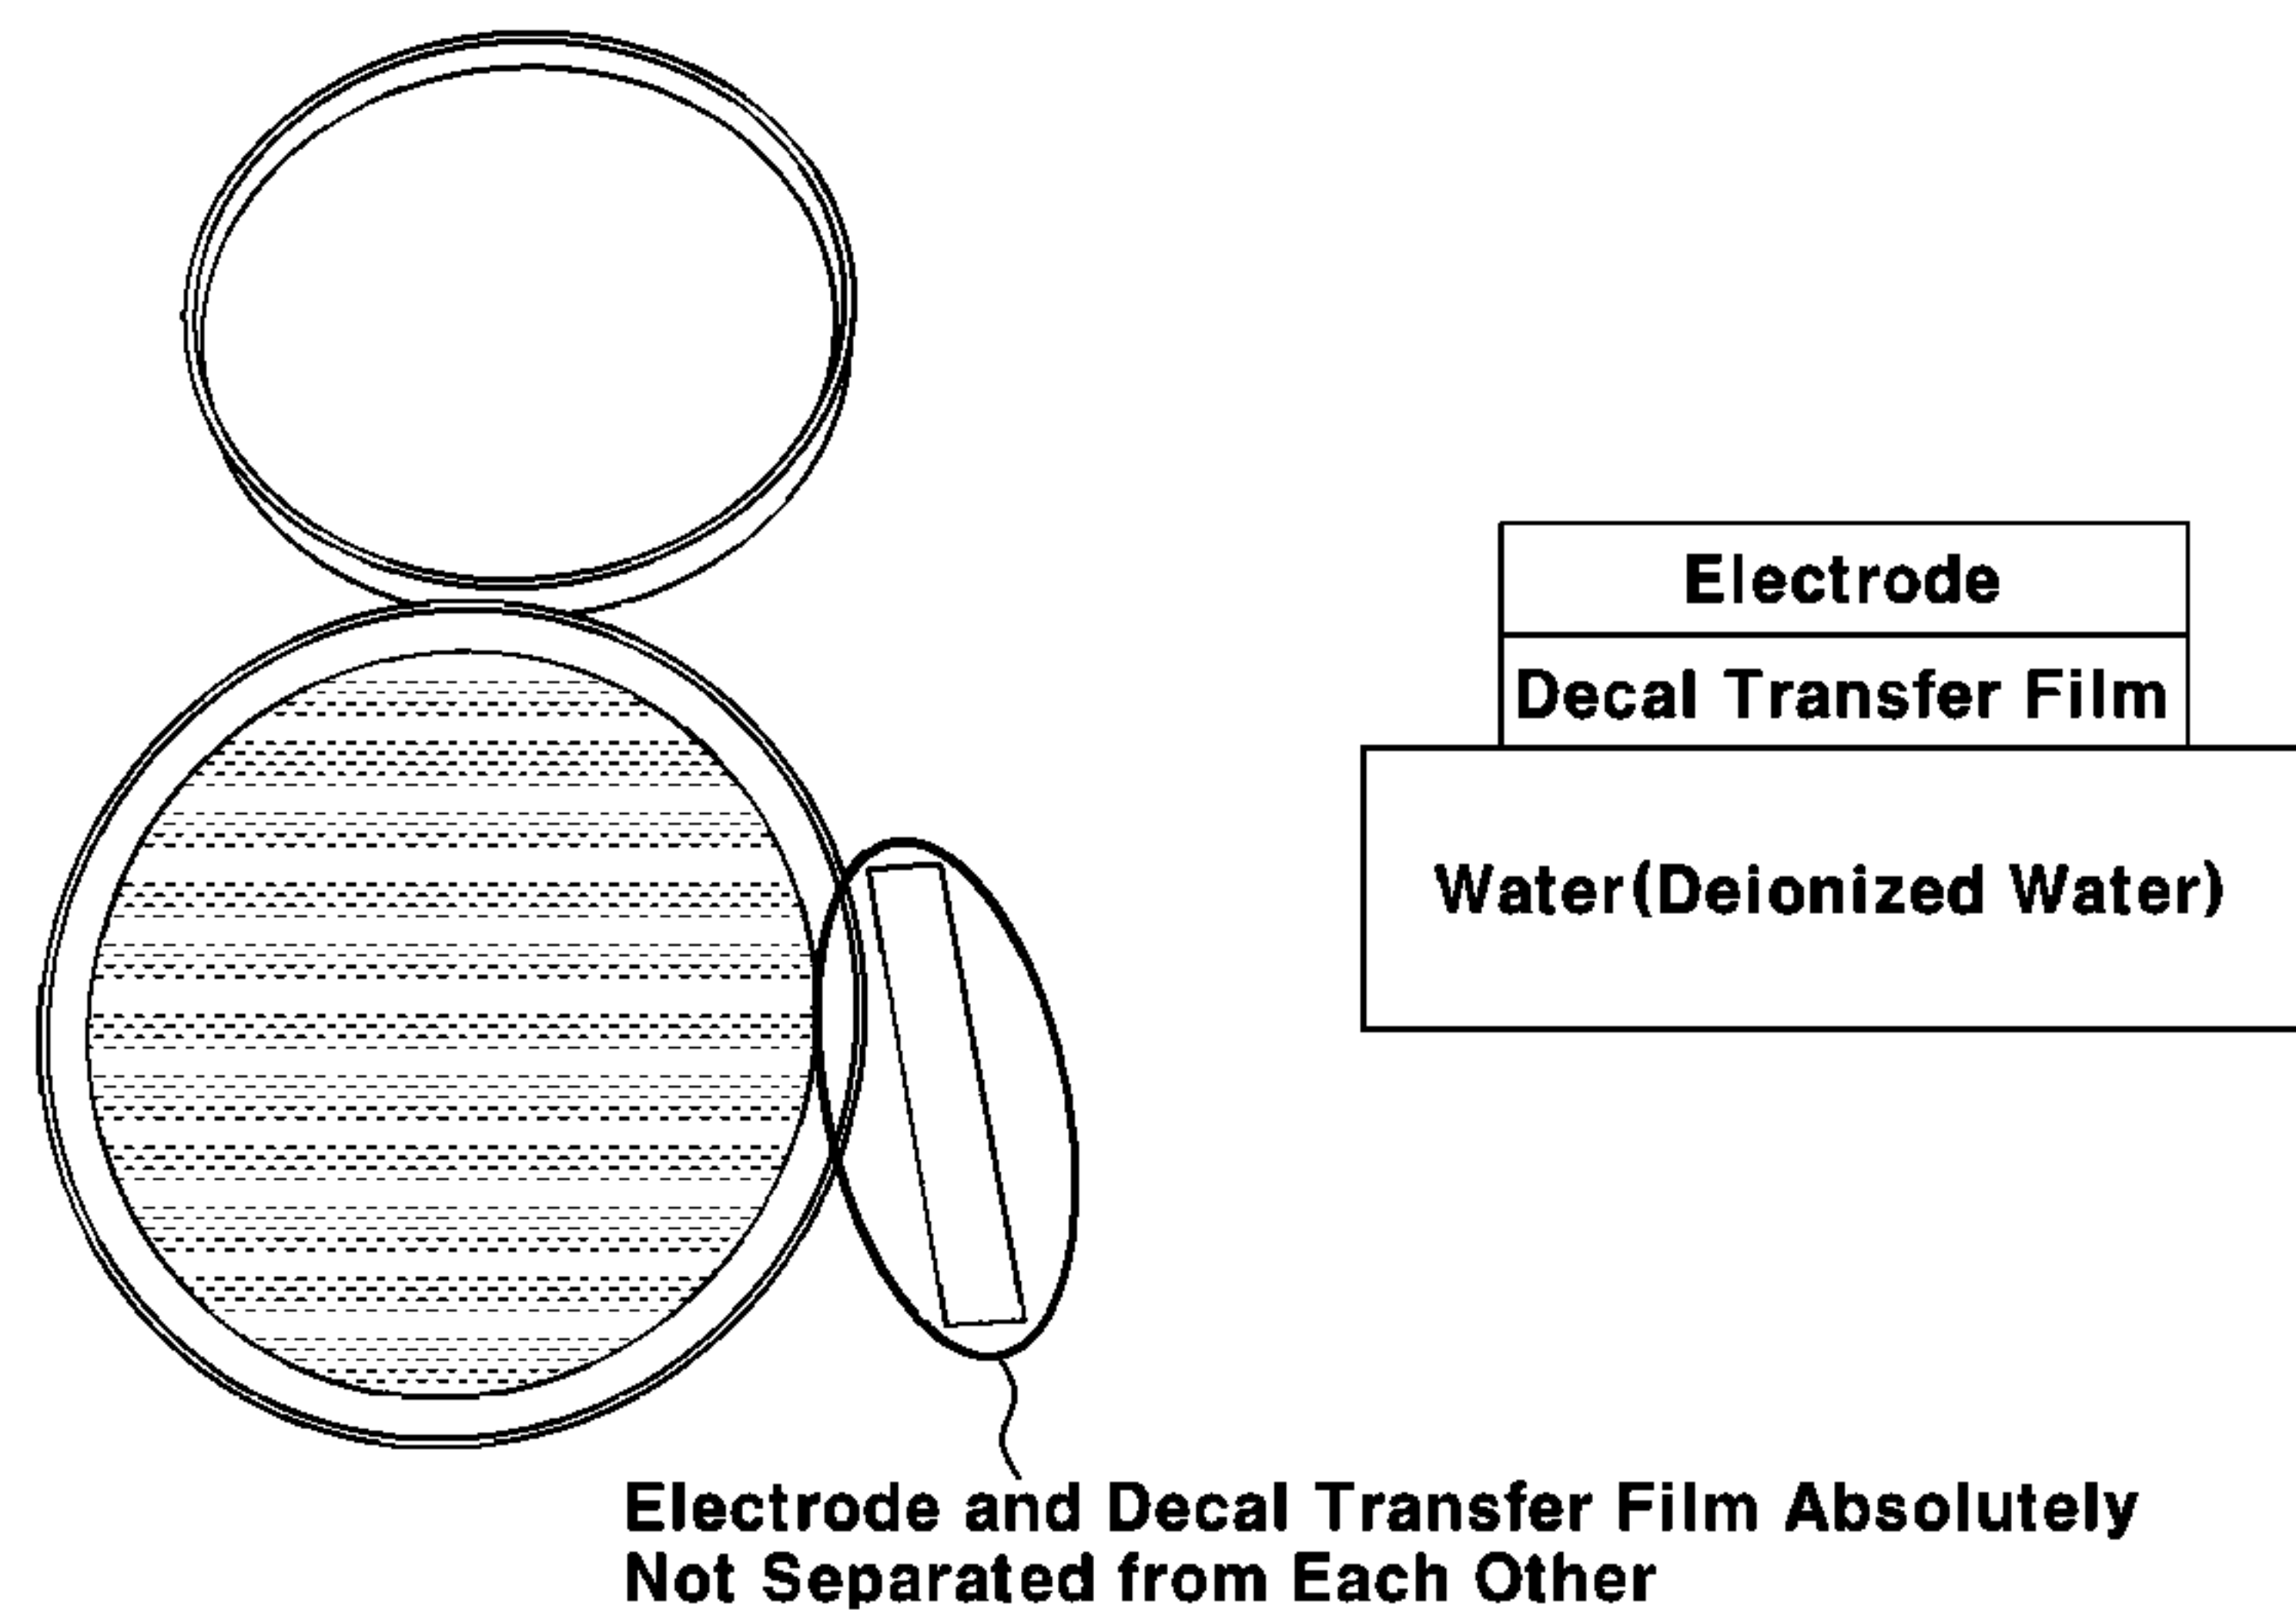 Electrode
Decal Transfer Film
Water(Deionized Water)
Electrode and Decal Transfer Film Absolutely
Not Separated from Each Other